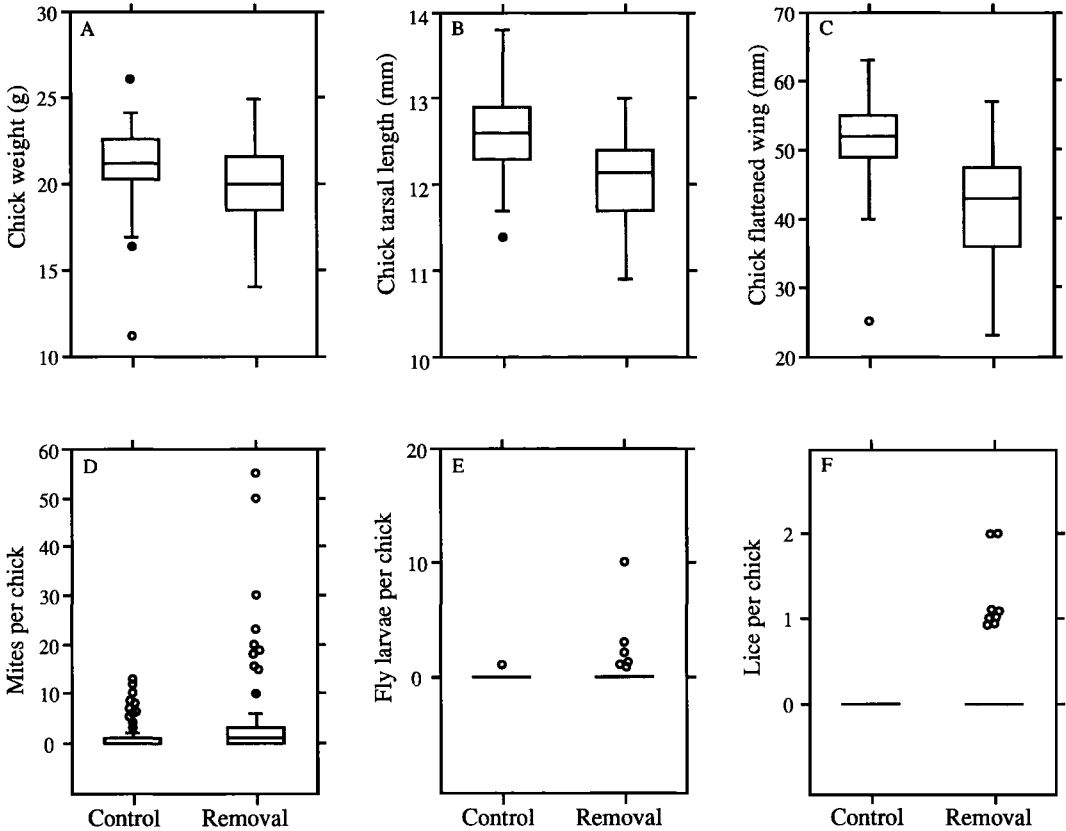 A
Chick weight (g)
30
25
20
15
10
B
Chick tarsal length (mm)
14
13
12
11
10
C
Chick flattened wing (mm)
70
60
50
40
30
20
D
Mites per chick
60
50
40
30
20
10
0
Control Removal
E
Fly larvae per chick
20
10
0
Control Removal
F
Lice per chick
2
1
0
Control Removal